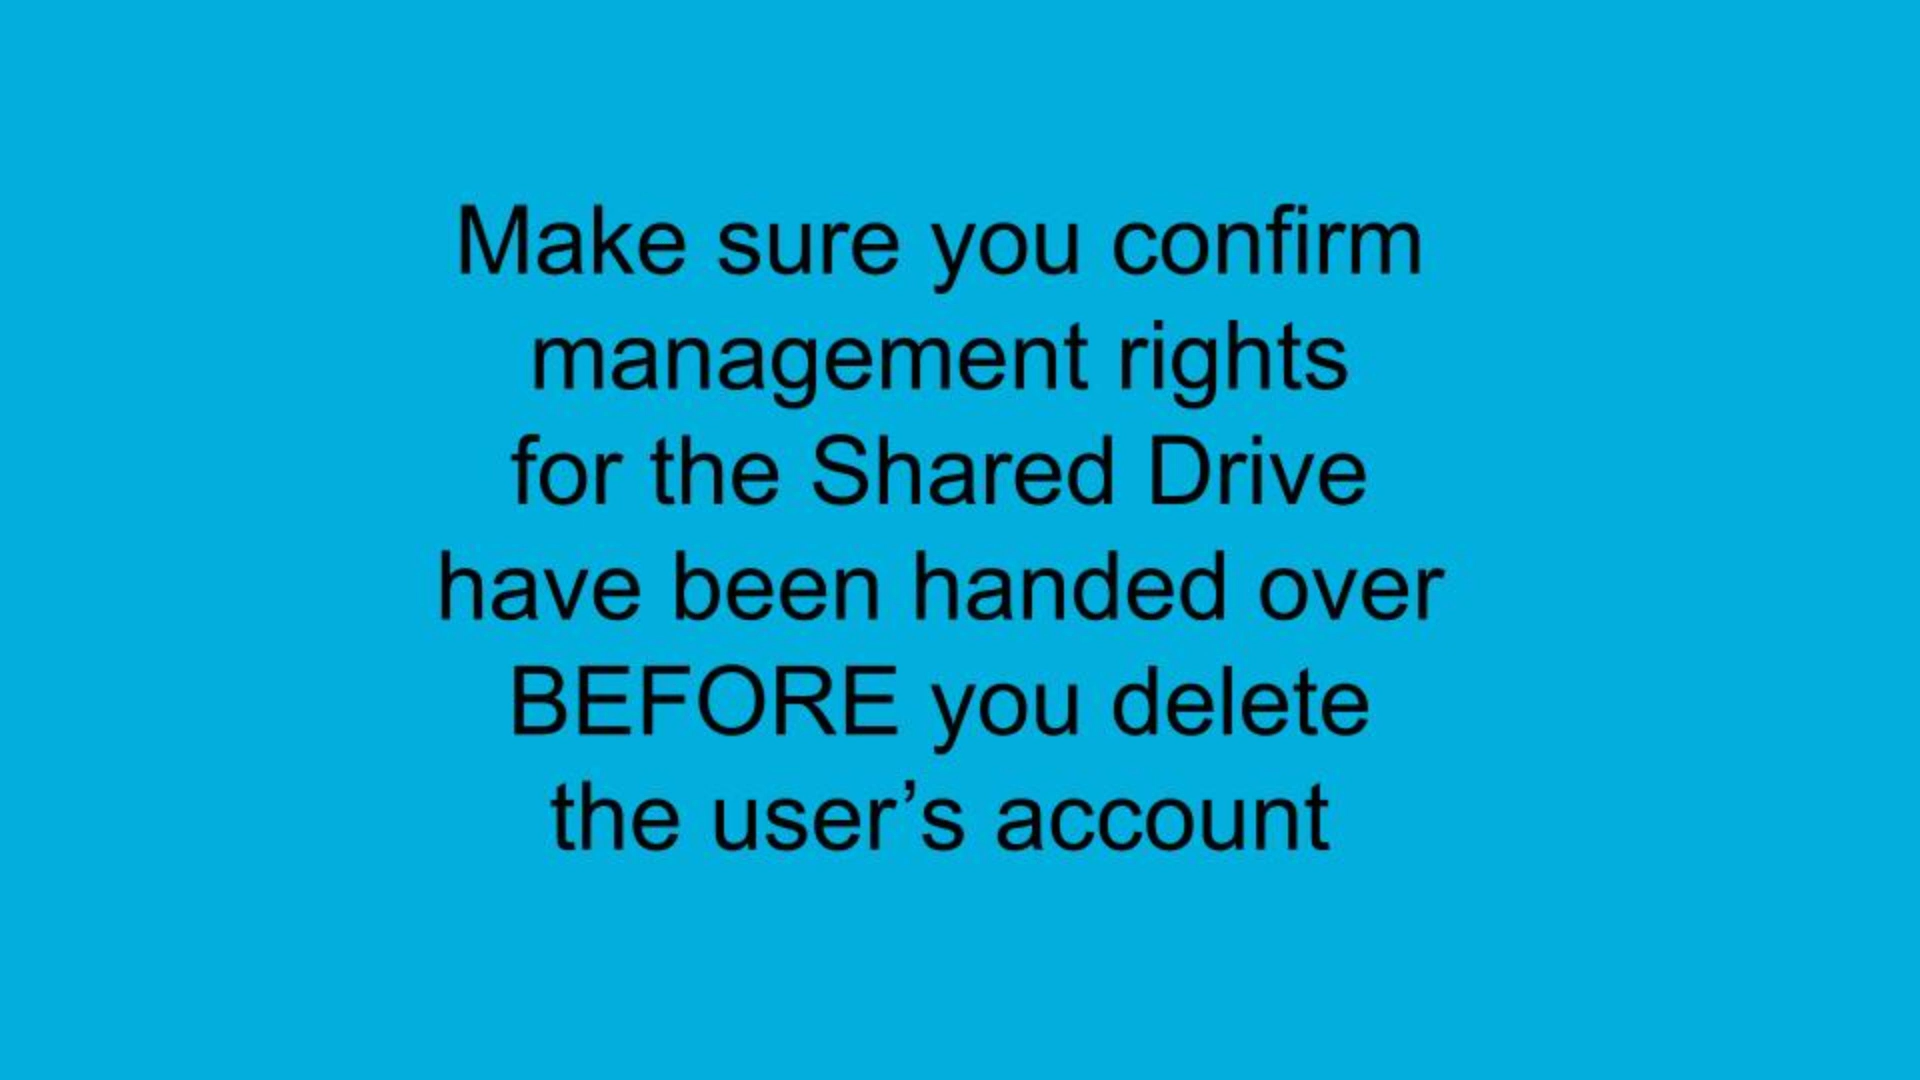 Make sure you confirm
management rights
for the Shared Drive
have been handed over
BEFORE you delete
the user’s account